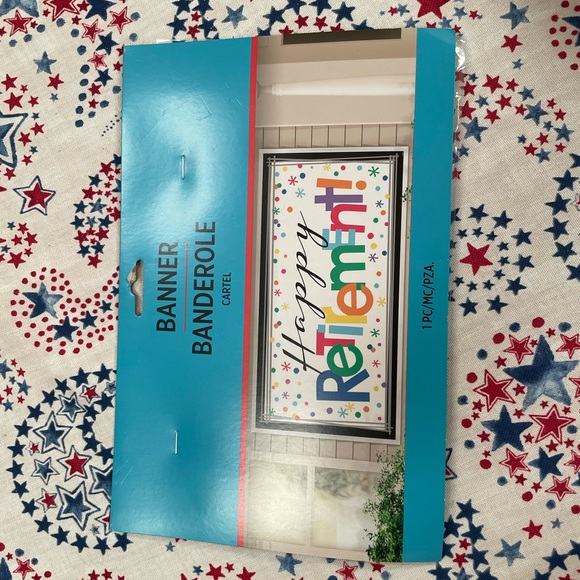 BANNER
BANDEROLE
CARTEL
Happy
ReTiRemEnt!
1 PC/MC/PZA.